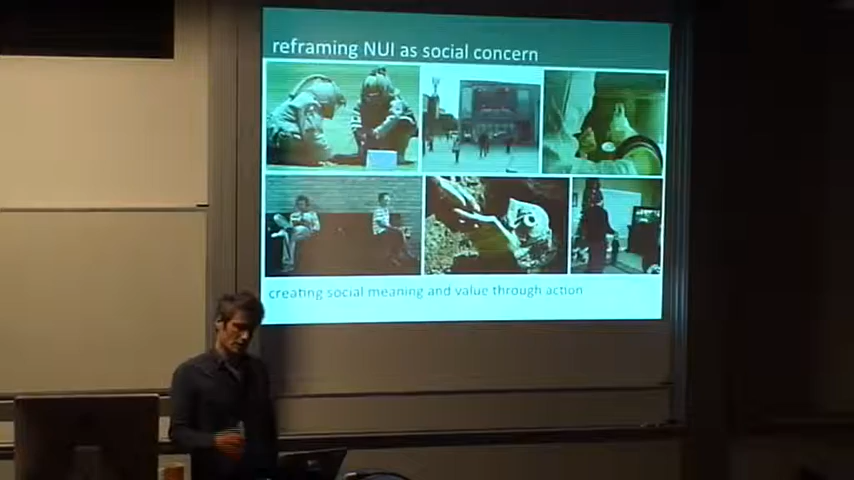 reframing NUI as social concern
creating social meaning and value through action